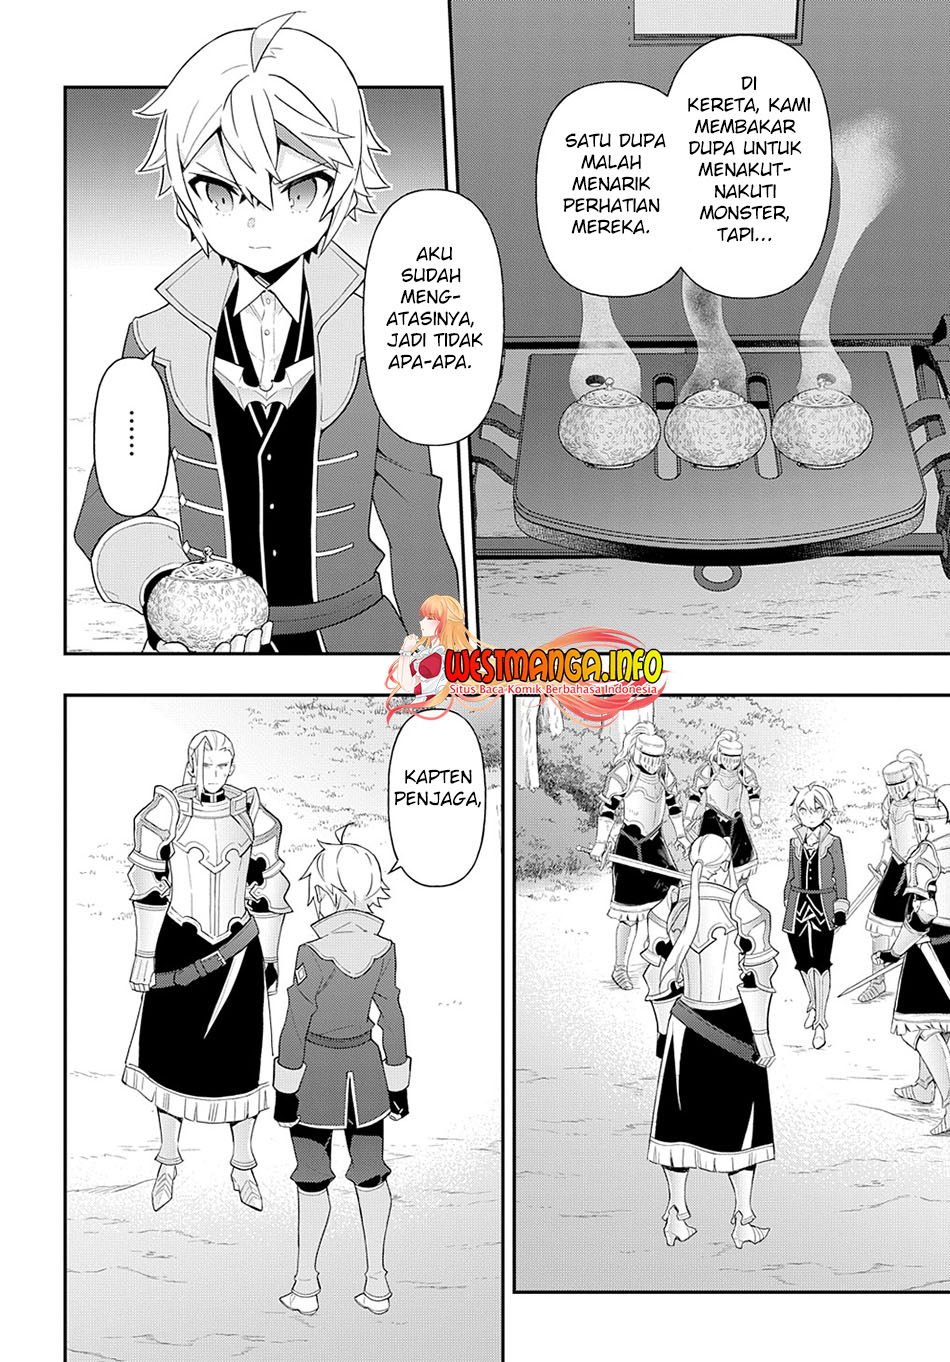 DI
KERETA, KAMI
MEMBAKAR
DUPA UNTUK
MENAKUT-
NAKUTI
MONSTER,
TAPI...
SATU DUPA
MALAH
MENARIK
PERHATIAN
MEREKA.
AKU
SUDAH
MENG-
ATASINYA,
JADI TIDAK
APA-APA.
........
WESTMANGA.INFO
SITUS BACA KOMIK BERBAHASA INDONESIA
KAPTEN
PENJAGA,